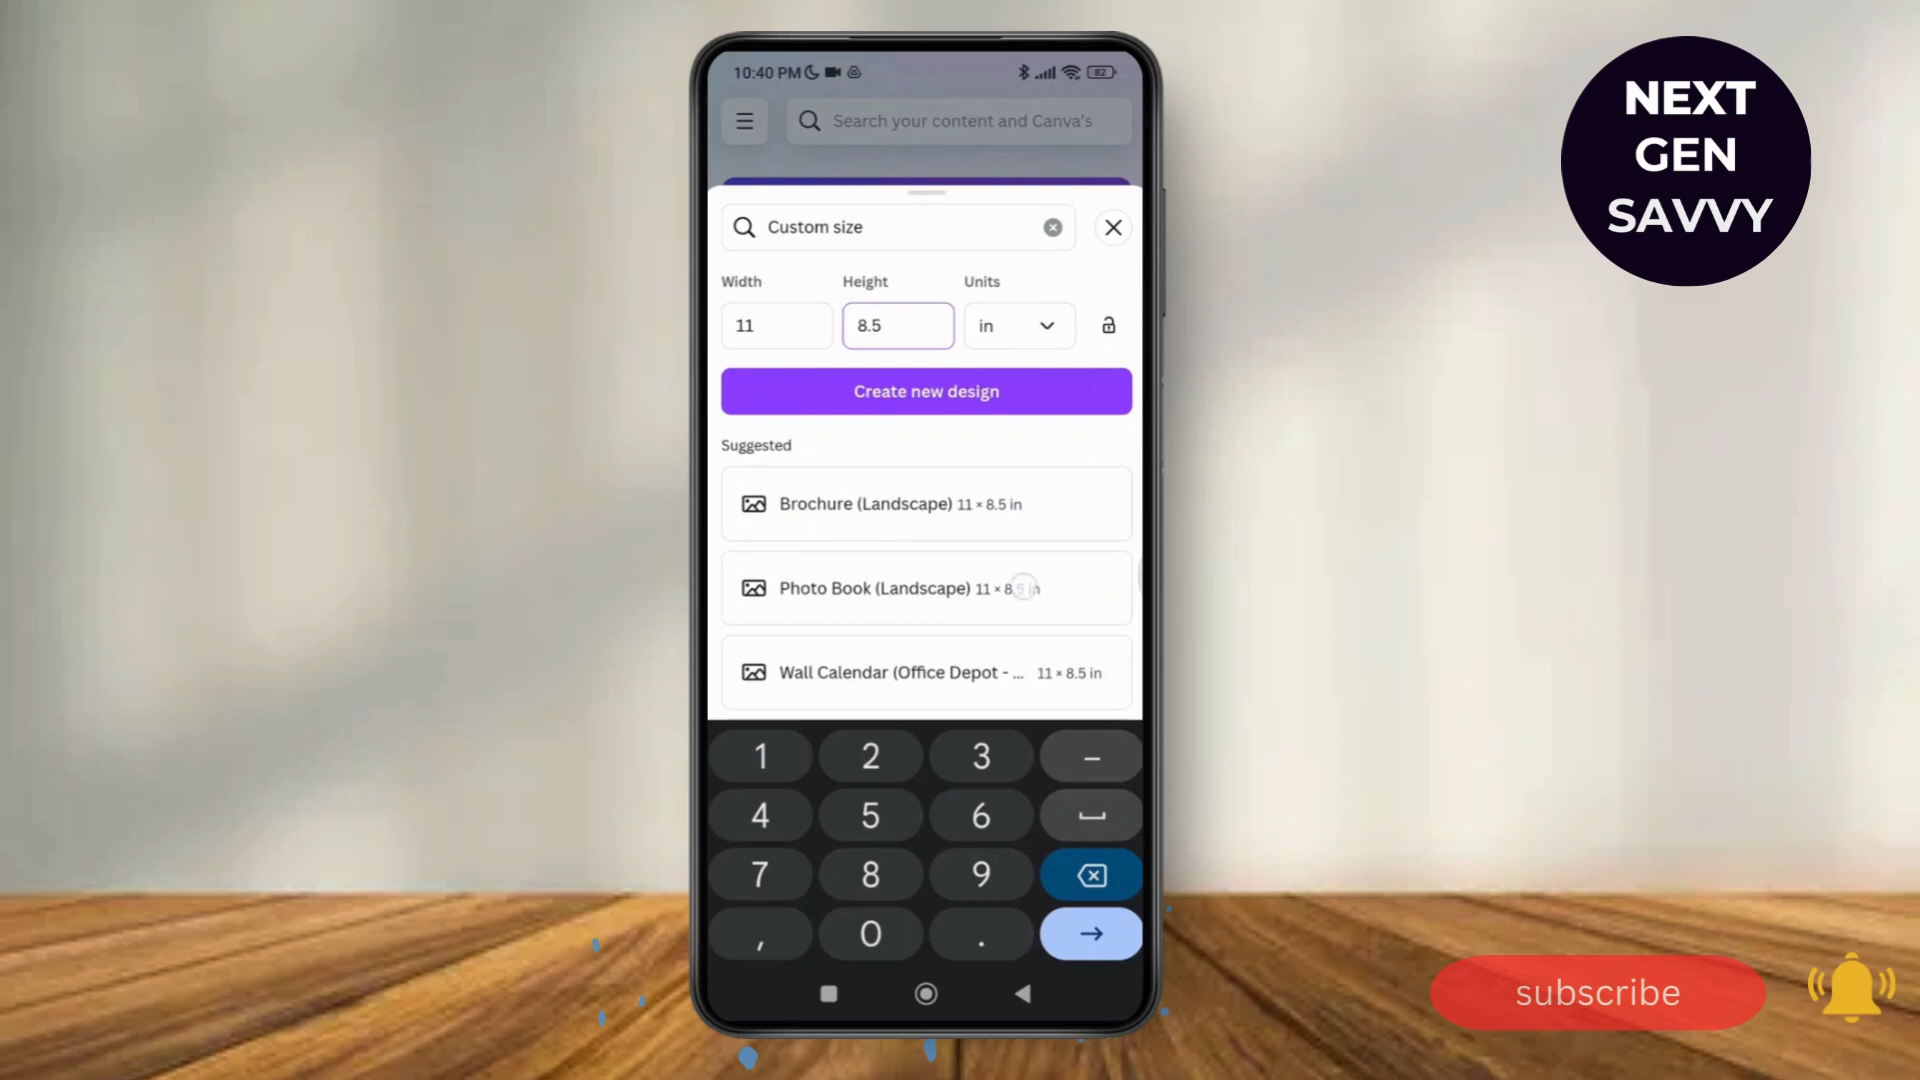 NEXT
GEN
SAVVY
10:40 PM
82
Search your content and Canva's
Custom size
Width Height Units
11 8.5 in
Create new design
Suggested
Brochure (Landscape) 11 × 8.5 in
Photo Book (Landscape) 11 × 8.5 in
Wall Calendar (Office Depot - ... 11 × 8.5 in
1 2 3 –
4 5 6
7 8 9
, 0 .
subscribe